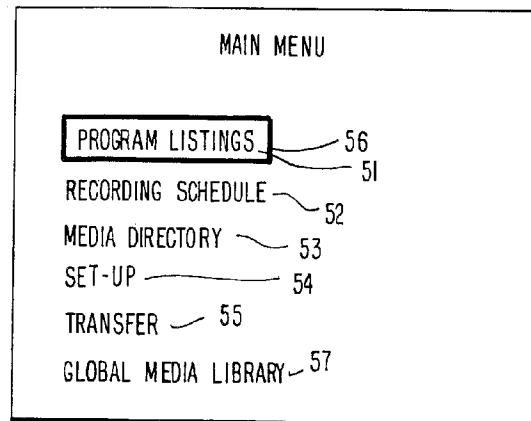 MAIN MENU
PROGRAM LISTINGS 56
51
RECORDING SCHEDULE 52
MEDIA DIRECTORY 53
SET-UP 54
TRANSFER 55
GLOBAL MEDIA LIBRARY 57